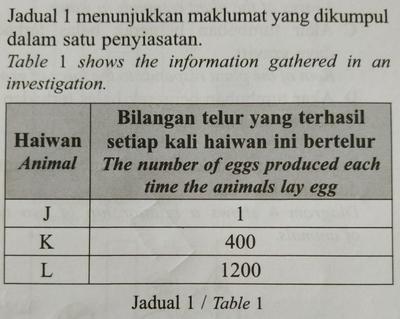 Jadual 1 menunjukkan maklumat yang dikumpul
dalam satu penyiasatan.
Table 1 shows the information gathered in an
investigation.
Haiwan
Animal
Bilangan telur yang terhasil
setiap kali haiwan ini bertelur
The number of eggs produced each
time the animals lay egg
J 1
K 400
L 1200
Jadual 1 / Table 1